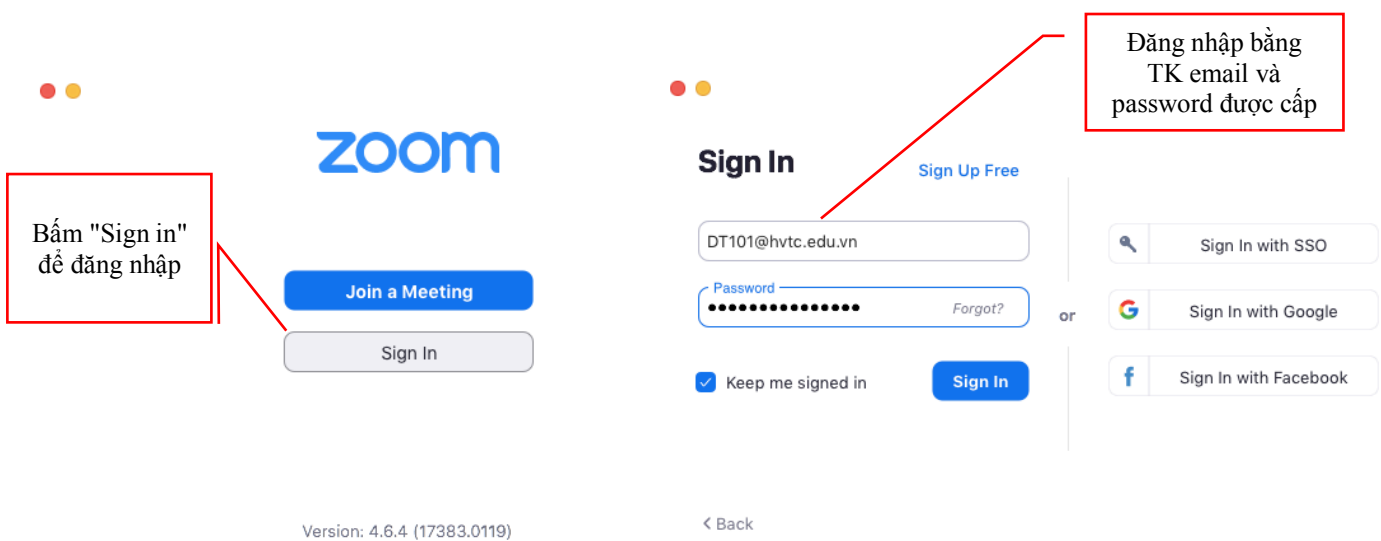 Đăng nhập bằng
TK email và
password được cấp
zoom
Bấm "Sign in"
để đăng nhập
Join a Meeting
Sign In
Version: 4.6.4 (17383.0119)
Sign In
Sign Up Free
DT101@hvtc.edu.vn
Password
Forgot?
Keep me signed in
Sign In
or
Sign In with SSO
Sign In with Google
Sign In with Facebook
< Back